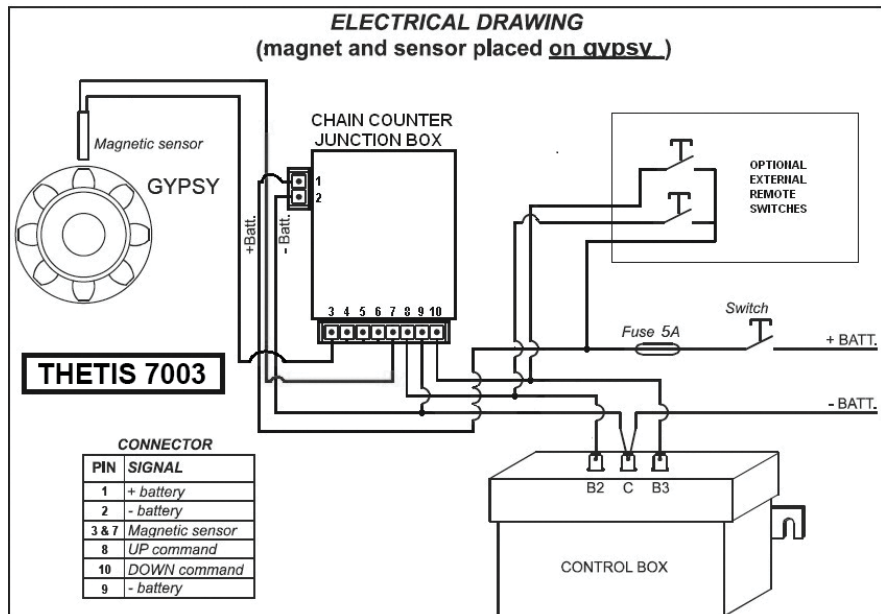 ELECTRICAL DRAWING
(magnet and sensor placed on gypsy )
Magnetic sensor
GYPSY
CHAIN COUNTER
JUNCTION BOX
1
2
+Batt.
- Batt.
3 4 5 6 7 8 9 10
OPTIONAL
EXTERNAL
REMOTE
SWITCHES
Fuse 5A
Switch
+ BATT.
- BATT.
THETIS 7003
B2 C B3
CONTROL BOX
CONNECTOR
PIN SIGNAL
1 + battery
2 - battery
3 & 7 Magnetic sensor
8 UP command
10 DOWN command
9 - battery